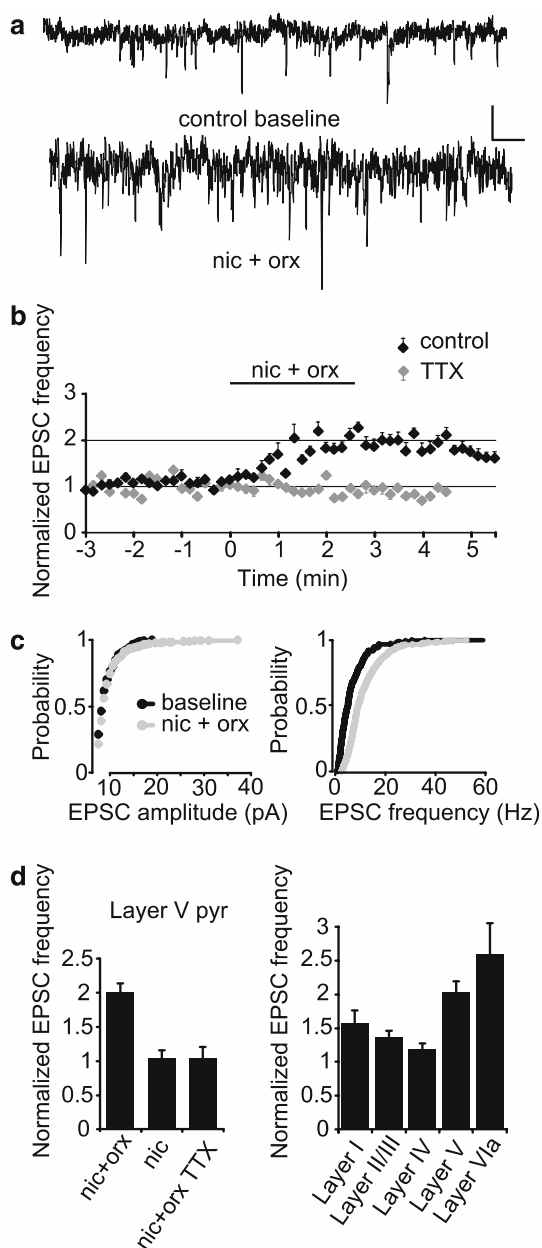 a
control baseline
nic + orx
b
control
TTX
nic + orx
Normalized EPSC frequency
3
2
1
0
-3 -2 -1 0 1 2 3 4 5
Time (min)
c
Probability
1
0.5
0
baseline
nic + orx
10 20 30 40
EPSC amplitude (pA)
Probability
1
0.5
0
0 20 40 60
EPSC frequency (Hz)
d
Layer V pyr
Normalized EPSC frequency
2.5
2
1.5
1
0.5
0
nic+orx
nic
nic+orx TTX
Normalized EPSC frequency
3
2.5
2
1.5
1
0.5
0
Layer I
Layer II/III
Layer IV
Layer V
Layer VIa